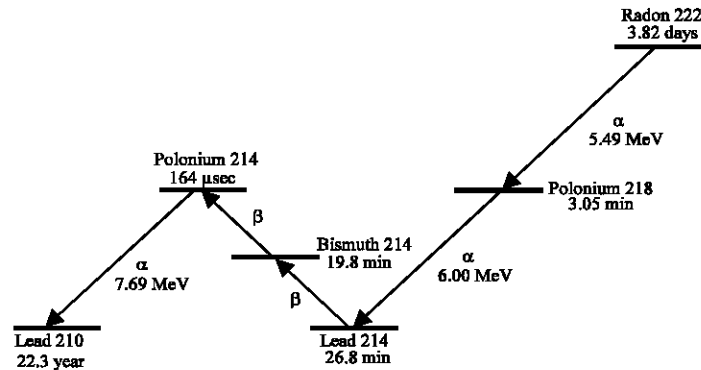 Radon 222
3.82 days
α
5.49 MeV
Polonium 214
164 μsec
Polonium 218
3.05 min
β
Bismuth 214
19.8 min
α
7.69 MeV
α
6.00 MeV
β
Lead 210
22.3 year
Lead 214
26.8 min